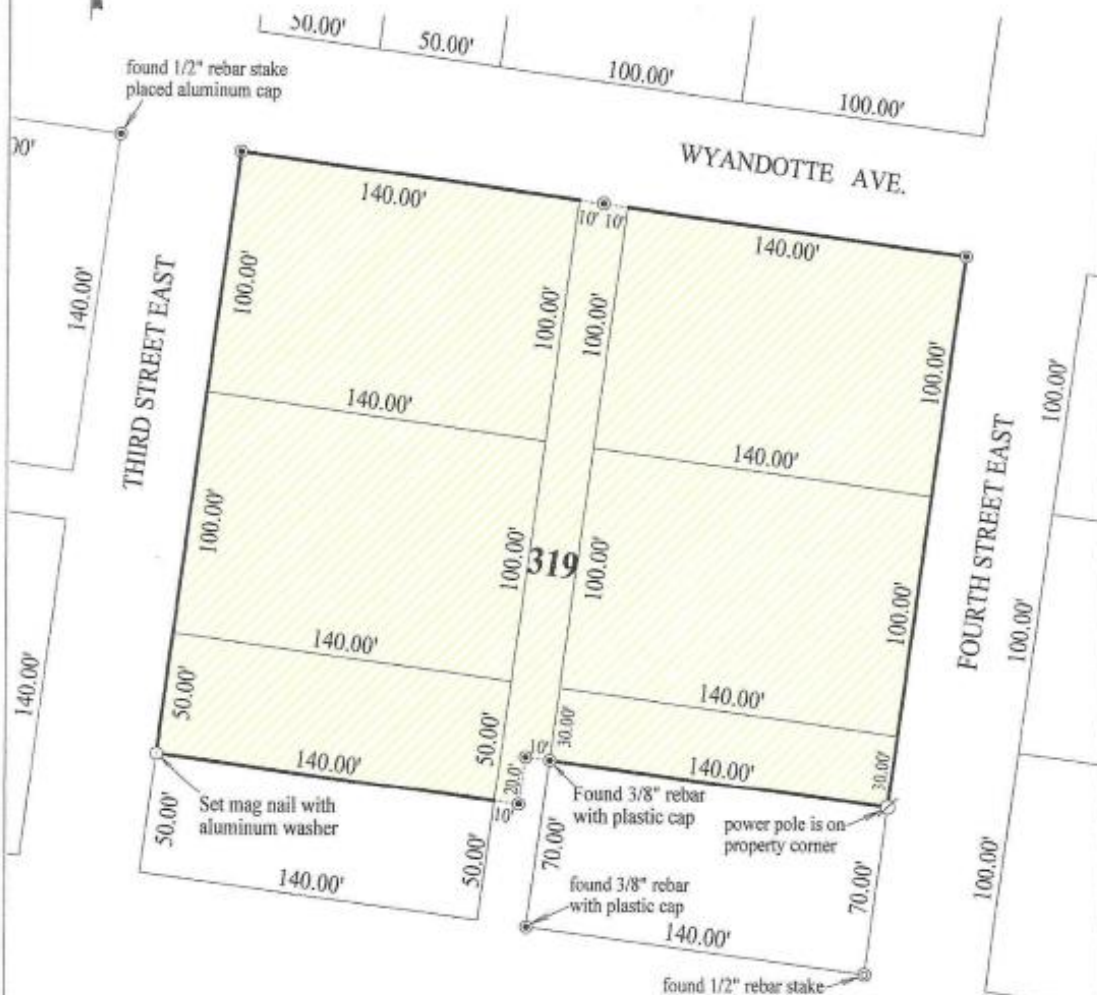 50.00'
50.00'
100.00'
100.00'
found 1/2" rebar stake
placed aluminum cap
WYANDOTTE AVE.
140.00'
10' 10'
140.00'
140.00'
THIRD STREET EAST
100.00'
100.00'
100.00'
100.00'
100.00'
140.00'
140.00'
FOURTH STREET EAST
100.00'
100.00'
319
100.00'
100.00'
100.00'
140.00'
140.00'
140.00'
50.00'
50.00'
30.00'
30.00'
140.00'
10'
20.0'
10'
140.00'
Set mag nail with
aluminum washer
Found 3/8" rebar
with plastic cap
power pole is on
property corner
50.00'
50.00'
70.00'
70.00'
100.00'
140.00'
found 3/8" rebar
with plastic cap
140.00'
found 1/2" rebar stake